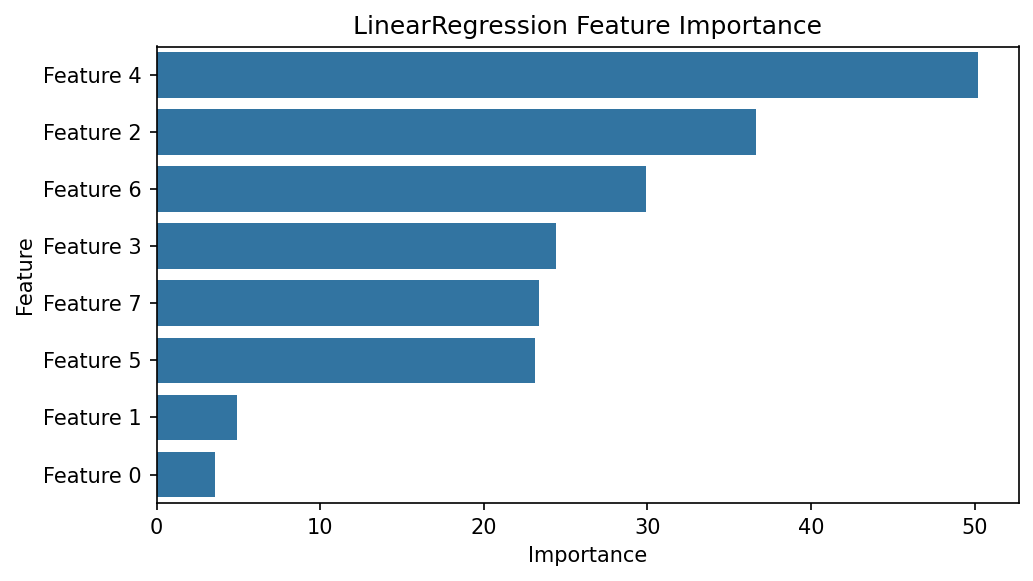 LinearRegression Feature Importance
Feature
Feature 4
Feature 2
Feature 6
Feature 3
Feature 7
Feature 5
Feature 1
Feature 0
0 10 20 30 40 50
Importance